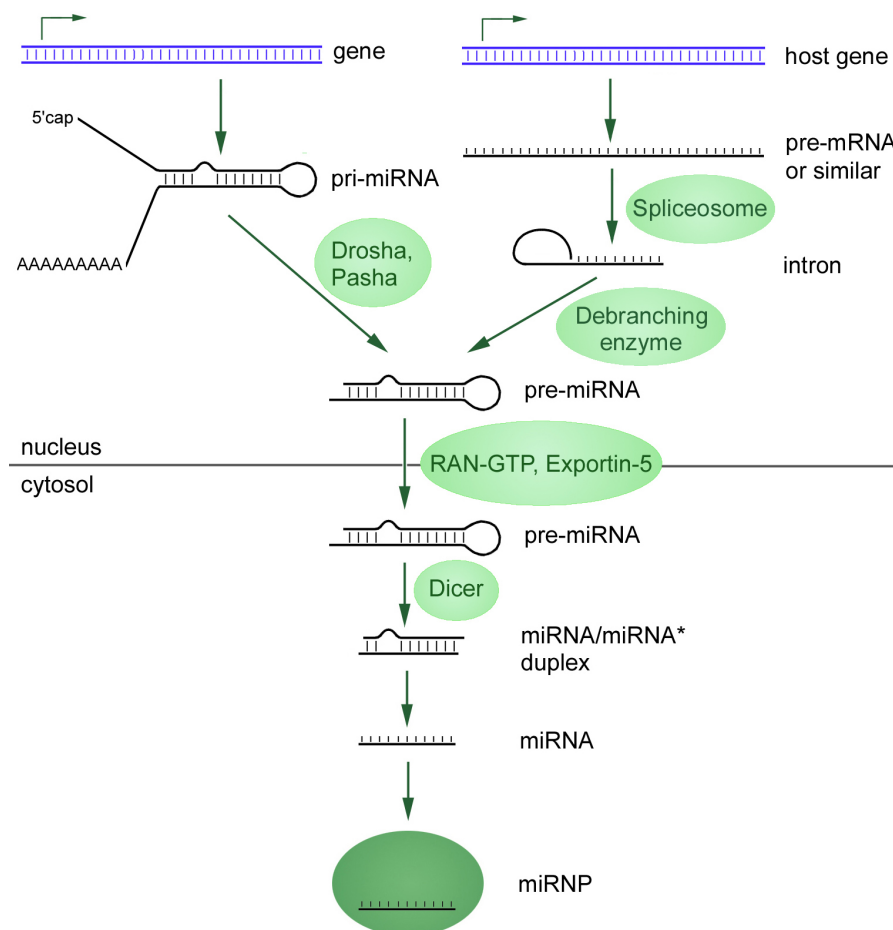 gene
host gene
5'cap
pri-miRNA
pre-mRNA
or similar
Spliceosome
AAAAAAAAA
Drosha,
Pasha
intron
Debranching
enzyme
pre-miRNA
nucleus
RAN-GTP, Exportin-5
cytosol
pre-miRNA
Dicer
miRNA/miRNA*
duplex
miRNA
miRNP